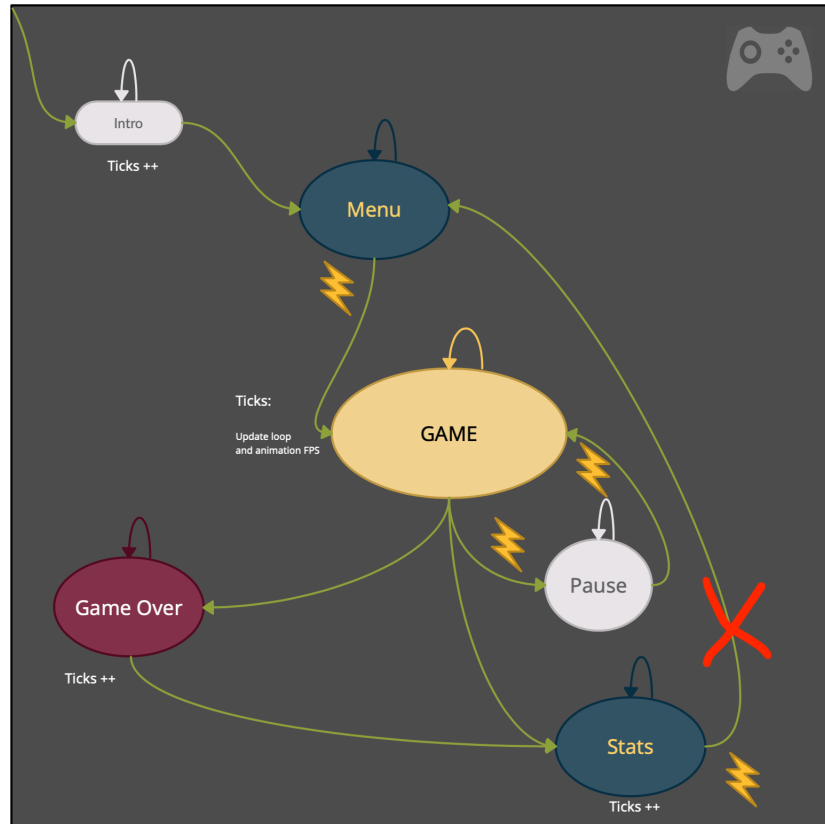 Intro
Ticks ++
Menu
Ticks:
Update loop
and animation FPS
GAME
Pause
Game Over
Ticks ++
Stats
Ticks ++